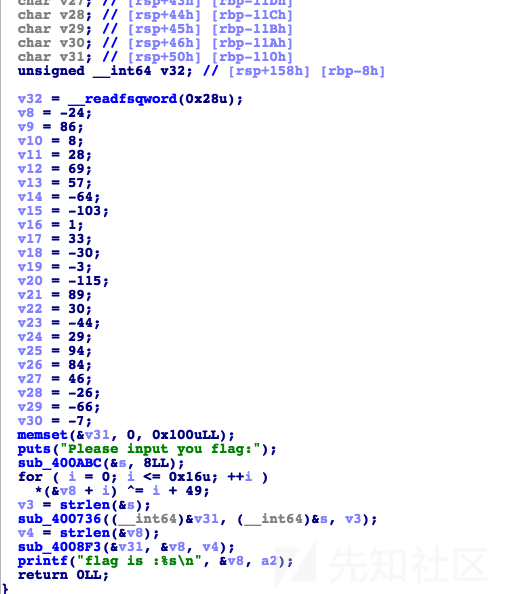 char v27; // [rsp+43h] [rbp-11Dh]
char v28; // [rsp+44h] [rbp-11Ch]
char v29; // [rsp+45h] [rbp-11Bh]
char v30; // [rsp+46h] [rbp-11Ah]
char v31; // [rsp+50h] [rbp-110h]
unsigned __int64 v32; // [rsp+158h] [rbp-8h]
v32 = __readfsqword(0x28u);
v8 = -24;
v9 = 86;
v10 = 8;
v11 = 28;
v12 = 69;
v13 = 57;
v14 = -64;
v15 = -103;
v16 = 1;
v17 = 33;
v18 = -30;
v19 = -3;
v20 = -115;
v21 = 89;
v22 = 30;
v23 = -44;
v24 = 29;
v25 = 94;
v26 = 84;
v27 = 46;
v28 = -26;
v29 = -66;
v30 = -7;
memset(&v31, 0, 0x100uLL);
puts("Please input you flag:");
sub_400ABC(&s, 8LL);
for ( i = 0; i <= 0x16u; ++i )
*(&v8 + i) ^= i + 49;
v3 = strlen(&s);
sub_400736((__int64)&v31, (__int64)&s, v3);
v4 = strlen(&v8);
sub_4008F3(&v31, &v8, v4);
printf("flag is :%s\n", &v8, a2);
return 0LL;
}
先知社区